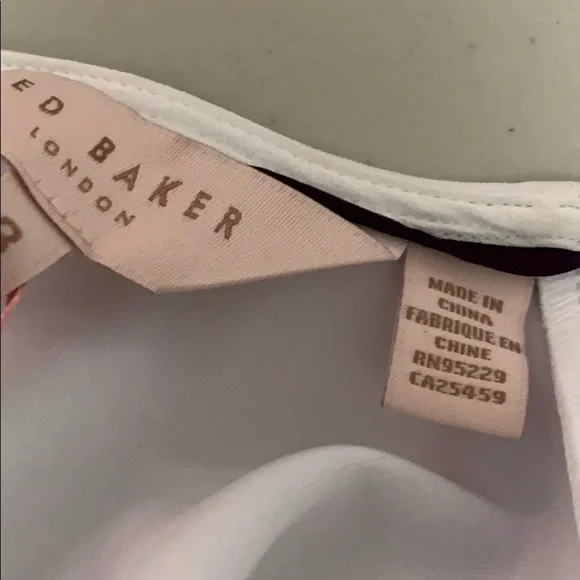 ED BAKER
LONDON
MADE IN
CHINA
FABRIQUE EN
CHINE
RN95229
CA25459